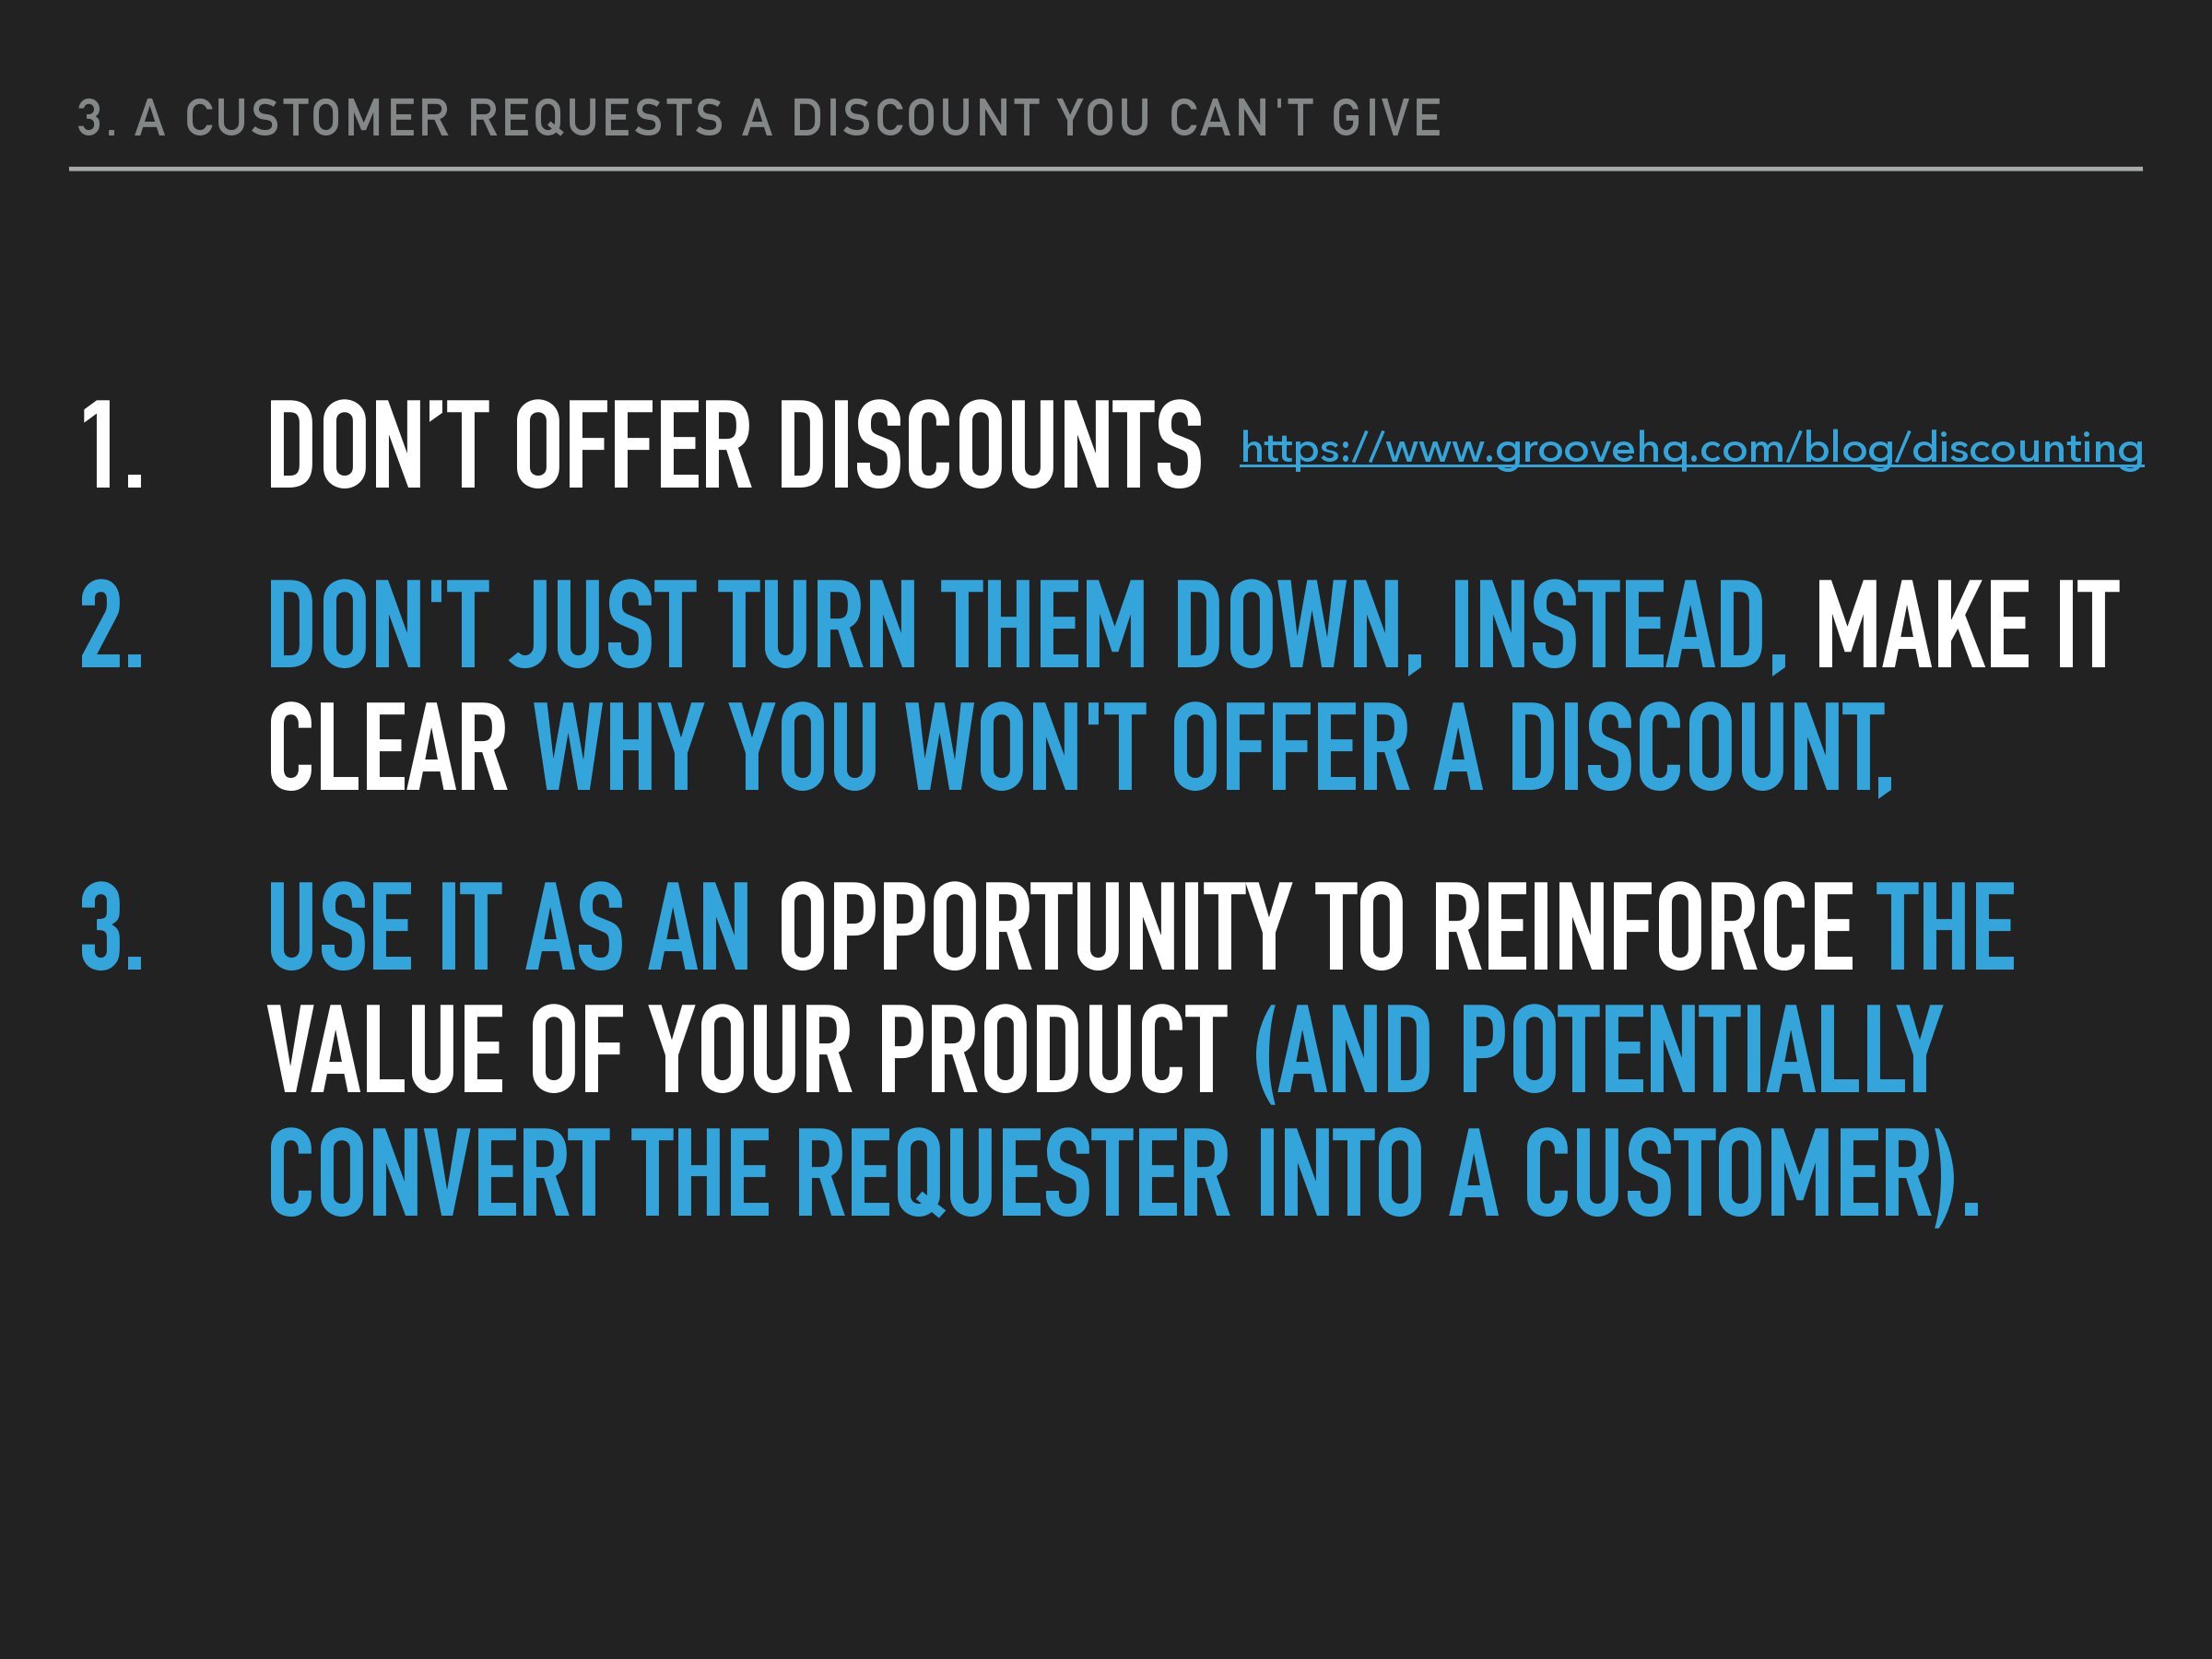 3. A CUSTOMER REQUESTS A DISCOUNT YOU CAN'T GIVE
1. DON’T OFFER DISCOUNTS https://www.groovehq.com/blog/discounting
2. DON'T JUST TURN THEM DOWN, INSTEAD, MAKE IT
CLEAR WHY YOU WON'T OFFER A DISCOUNT,
3. USE IT AS AN OPPORTUNITY TO REINFORCE THE
VALUE OF YOUR PRODUCT (AND POTENTIALLY
CONVERT THE REQUESTER INTO A CUSTOMER).